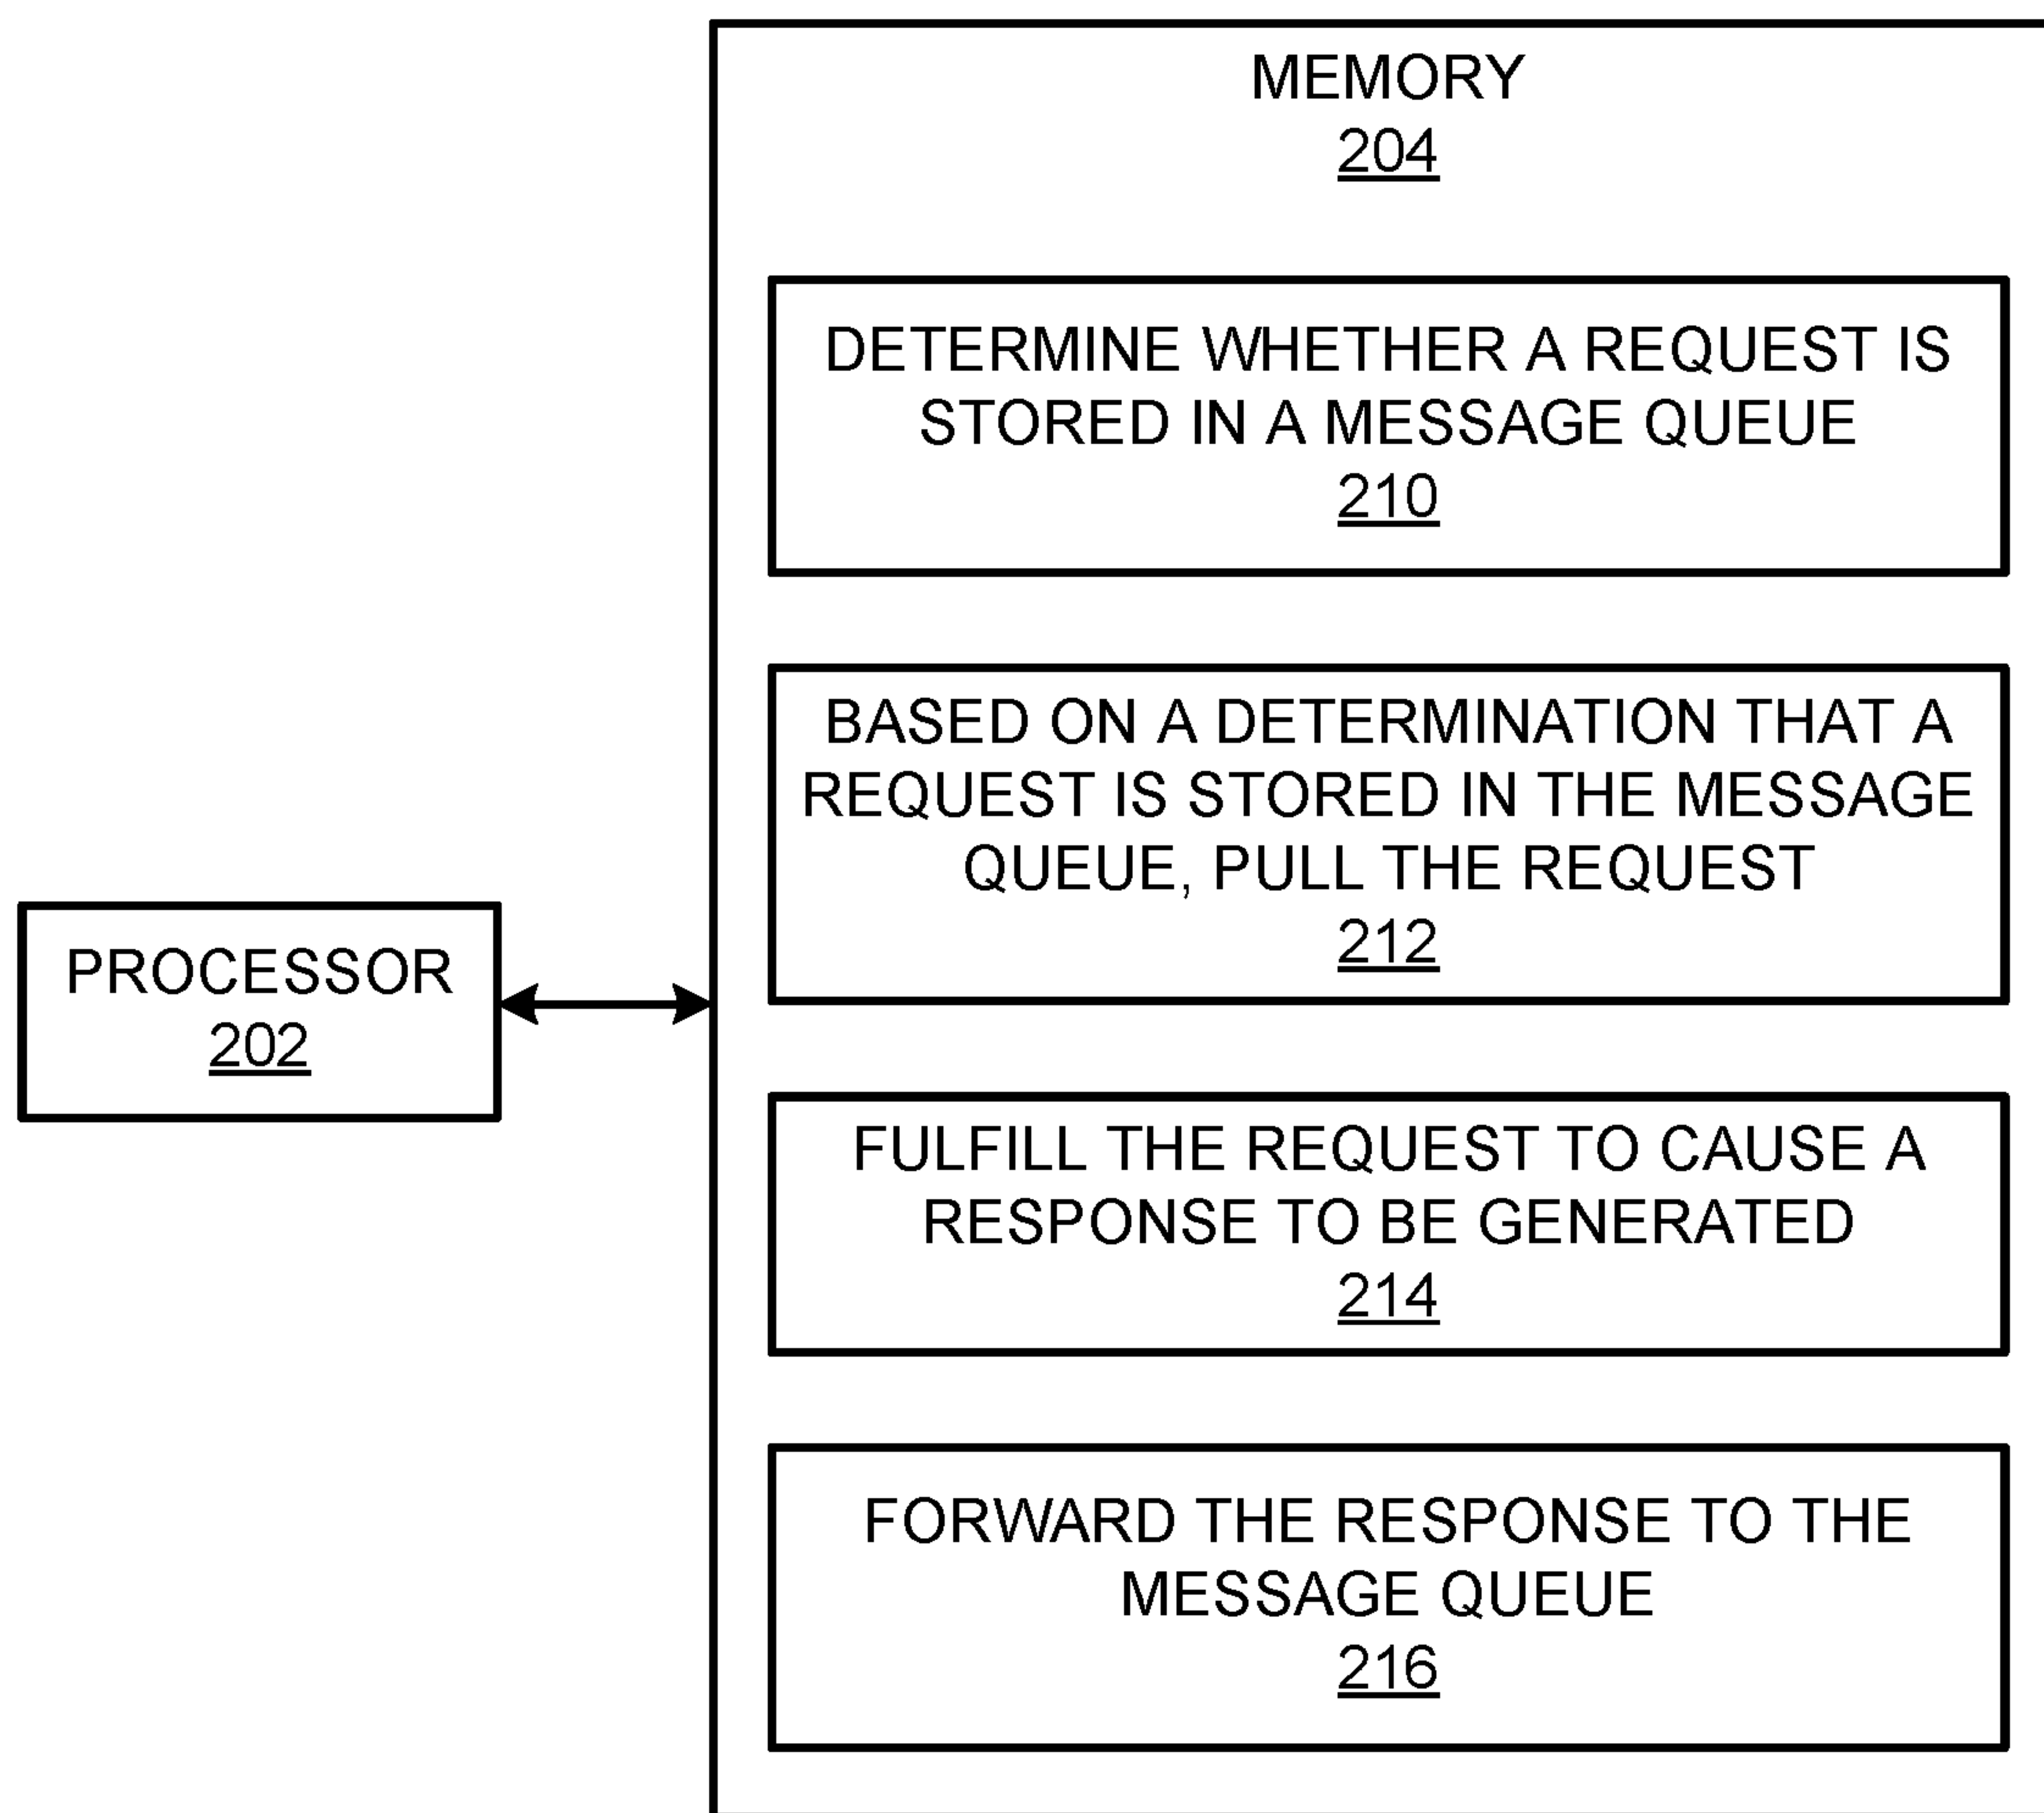 MEMORY
204
DETERMINE WHETHER A REQUEST IS
STORED IN A MESSAGE QUEUE
210
BASED ON A DETERMINATION THAT A
REQUEST IS STORED IN THE MESSAGE
QUEUE, PULL THE REQUEST
212
PROCESSOR
202
FULFILL THE REQUEST TO CAUSE A
RESPONSE TO BE GENERATED
214
FORWARD THE RESPONSE TO THE
MESSAGE QUEUE
216